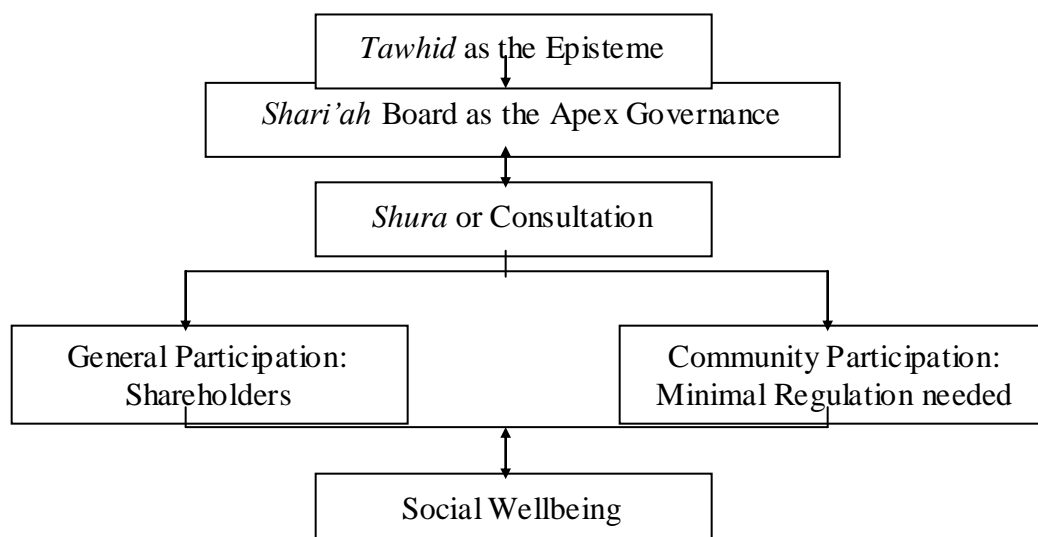 Tawhid as the Episteme
Shari’ah Board as the Apex Governance
Shura or Consultation
General Participation:
Shareholders
Community Participation:
Minimal Regulation needed
Social Wellbeing